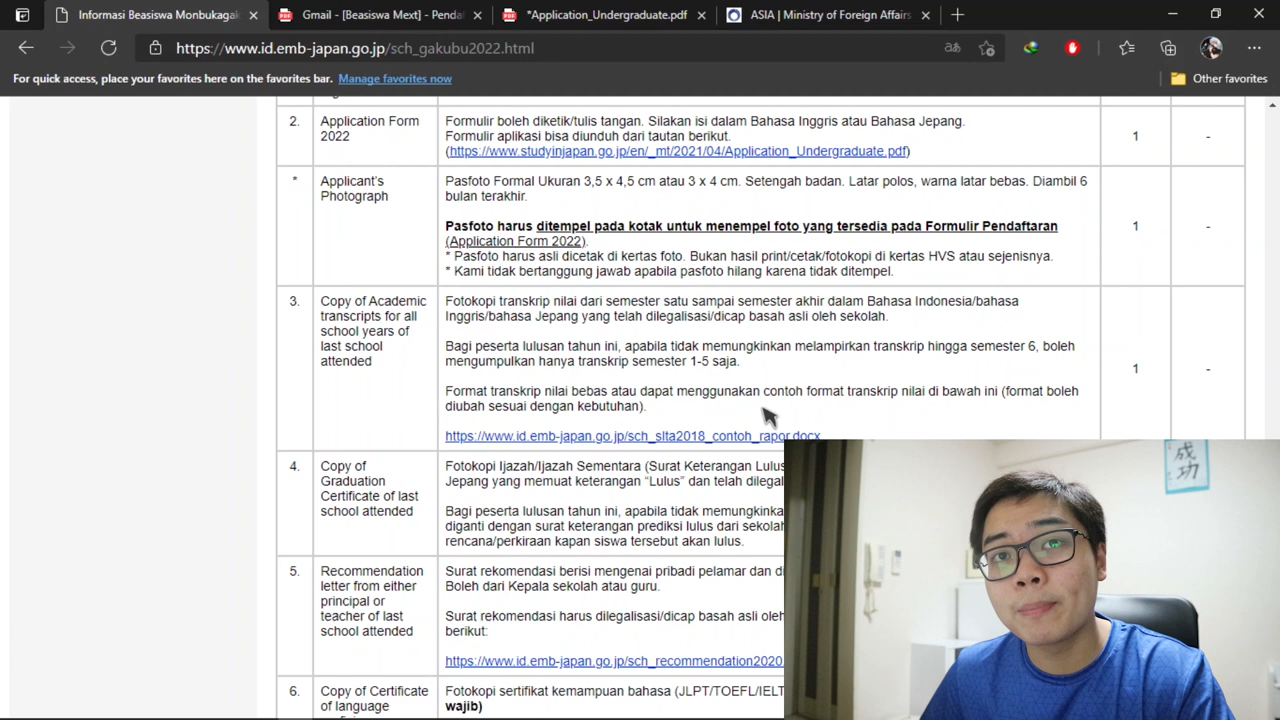 Informasi Beasiswa Monbukagak
Gmail - [Beasiswa Mext] - Pendaf
*Application_Undergraduate.pdf
ASIA | Ministry of Foreign Affairs
https://www.id.emb-japan.go.jp/sch_gakubu2022.html
For quick access, place your favorites here on the favorites bar. Manage favorites now
Other favorites
2. Application Form 2022
Formulir boleh diketik/tulis tangan. Silakan isi dalam Bahasa Inggris atau Bahasa Jepang.
Formulir aplikasi bisa diunduh dari tautan berikut.
(https://www.studyinjapan.go.jp/en/_mt/2021/04/Application_Undergraduate.pdf)
1 -
* Applicant's Photograph
Pasfoto Formal Ukuran 3,5 x 4,5 cm atau 3 x 4 cm. Setengah badan. Latar polos, warna latar bebas. Diambil 6
bulan terakhir.
Pasfoto harus ditempel pada kotak untuk menempel foto yang tersedia pada Formulir Pendaftaran
(Application Form 2022).
* Pasfoto harus asli dicetak di kertas foto. Bukan hasil print/cetak/fotokopi di kertas HVS atau sejenisnya.
* Kami tidak bertanggung jawab apabila pasfoto hilang karena tidak ditempel.
1 -
3. Copy of Academic
transcripts for all
school years of
last school
attended
Fotokopi transkrip nilai dari semester satu sampai semester akhir dalam Bahasa Indonesia/bahasa
Inggris/bahasa Jepang yang telah dilegalisasi/dicap basah asli oleh sekolah.
Bagi peserta lulusan tahun ini, apabila tidak memungkinkan melampirkan transkrip hingga semester 6, boleh
mengumpulkan hanya transkrip semester 1-5 saja.
Format transkrip nilai bebas atau dapat menggunakan contoh format transkrip nilai di bawah ini (format boleh
diubah sesuai dengan kebutuhan).
https://www.id.emb-japan.go.jp/sch_slta2018_contoh_rapor.docx
1 -
4. Copy of
Graduation
Certificate of last
school attended
Fotokopi Ijazah/Ijazah Sementara (Surat Keterangan Lulus
Jepang yang memuat keterangan “Lulus” dan telah dilegal
Bagi peserta lulusan tahun ini, apabila tidak memungkinka
diganti dengan surat keterangan prediksi lulus dari sekolah
rencana/perkiraan kapan siswa tersebut akan lulus.
5. Recommendation
letter from either
principal or
teacher of last
school attended
Surat rekomendasi berisi mengenai pribadi pelamar dan di
Boleh dari Kepala sekolah atau guru.
Surat rekomendasi harus dilegalisasi/dicap basah asli oleh
berikut:
https://www.id.emb-japan.go.jp/sch_recommendation2020.
6. Copy of Certificate
of language
Fotokopi sertifikat kemampuan bahasa (JLPT/TOEFL/IELT
wajib)
成功